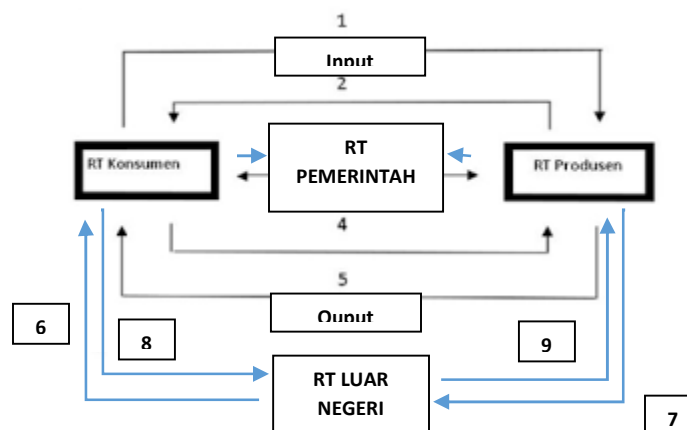 1
Input
2
RT Konsumen
RT
PEMERINTAH
RT Produsen
4
5
Ouput
6
8
9
RT LUAR
NEGERI
7